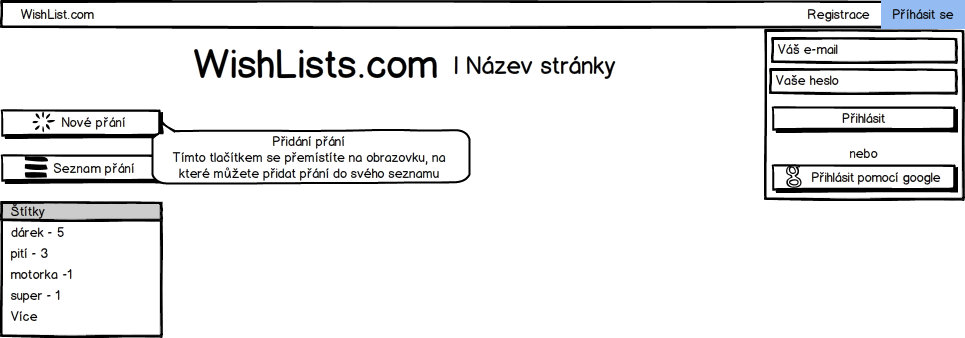 WishList.com
Registrace
Příhásit se
WishLists.com | Název stránky
Váš e-mail
Vaše heslo
Přihlásit
nebo
Přihlásit pomocí google
Nové přání
Přidání přání
Tímto tlačítkem se přemístíte na obrazovku, na
které můžete přidat přání do svého seznamu
Seznam přání
Štítky
dárek - 5
pití - 3
motorka -1
super - 1
Více